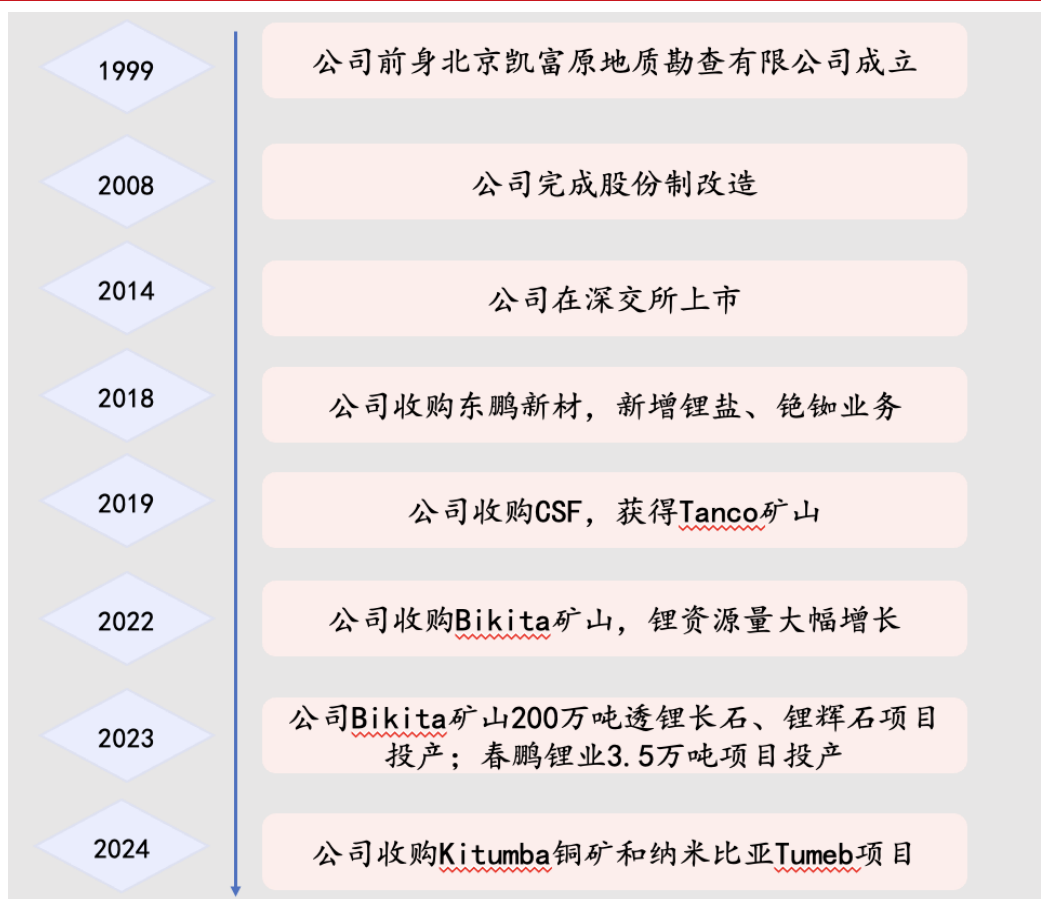 1999
公司前身北京凯富原地质勘查有限公司成立
2008
公司完成股份制改造
2014
公司在深交所上市
2018
公司收购东鹏新材，新增锂盐、铯铷业务
2019
公司收购CSF，获得Tanco矿山
2022
公司收购Bikita矿山，锂资源量大幅增长
2023
公司Bikita矿山200万吨透锂长石、锂辉石项目
投产；春鹏锂业3.5万吨项目投产
2024
公司收购Kitumba铜矿和纳米比亚Tumeb项目